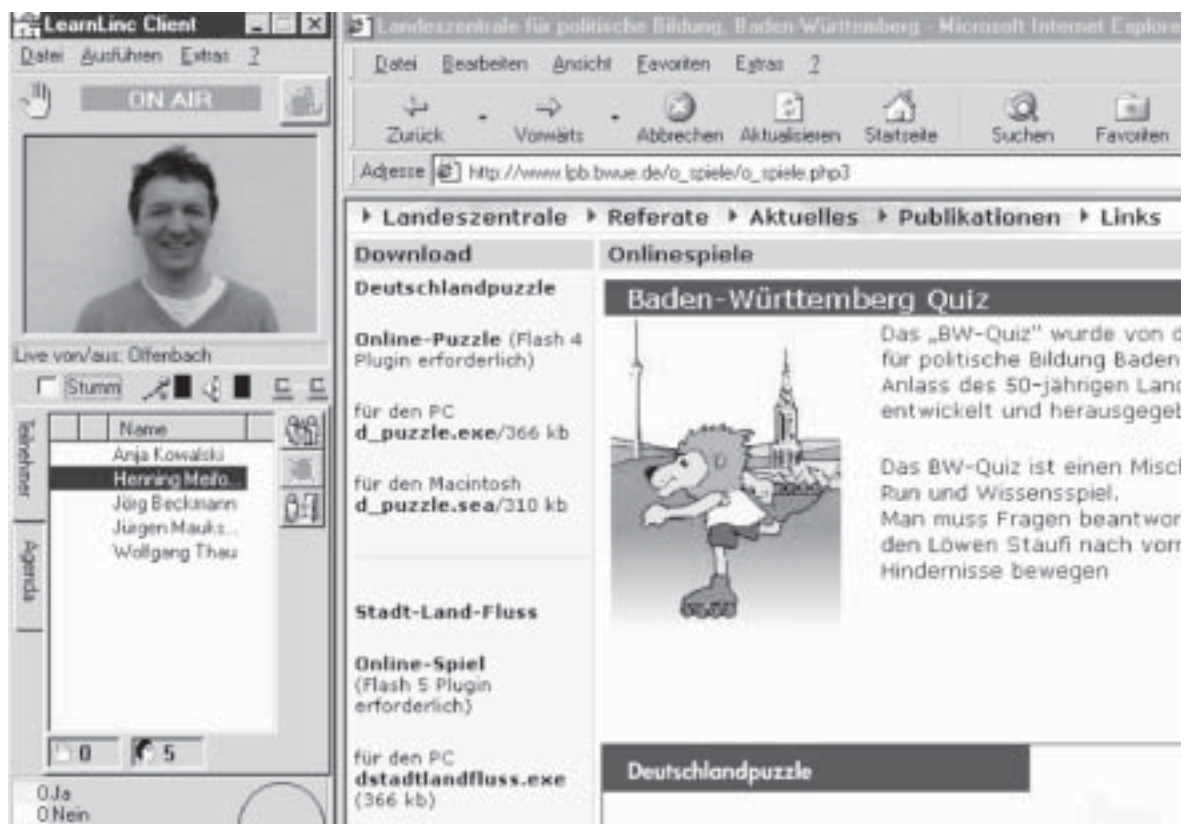 LearnLinc Client
Datei Ausführen Extras ?
ON AIR
Live von/aus: Offenbach
Stumm
Teilnehmer
Agenda
Name
Anja Kowalski
Henning Meifo...
Jörg Beckmann
Jürgen Mauks...
Wolfgang Thau
0 5
0 Ja
0 Nein
Landeszentrale für politische Bildung, Baden-Württemberg - Microsoft Internet Explore
Datei Bearbeiten Ansicht Favoriten Extras ?
Zurück Vorwärts Abbrechen Aktualisieren Startseite Suchen Favoriten
Adresse http://www.lpb.bwue.de/o_spiele/o_spiele.php3
Landeszentrale Referate Aktuelles Publikationen Links
Download
Deutschlandpuzzle
Online-Puzzle (Flash 4
Plugin erforderlich)
für den PC
d_puzzle.exe/366 kb
für den Macintosh
d_puzzle.sea/310 kb
Stadt-Land-Fluss
Online-Spiel
(Flash 5 Plugin
erforderlich)
für den PC
dstadtlandfluss.exe
(366 kb)
Onlinespiele
Baden-Württemberg Quiz
Das „BW-Quiz" wurde von d
für politische Bildung Baden
Anlass des 50-jährigen Land
entwickelt und herausgegeb
Das BW-Quiz ist einen Misch
Run und Wissensspiel.
Man muss Fragen beantwor
den Löwen Staufi nach vorn
Hindernisse bewegen
Deutschlandpuzzle